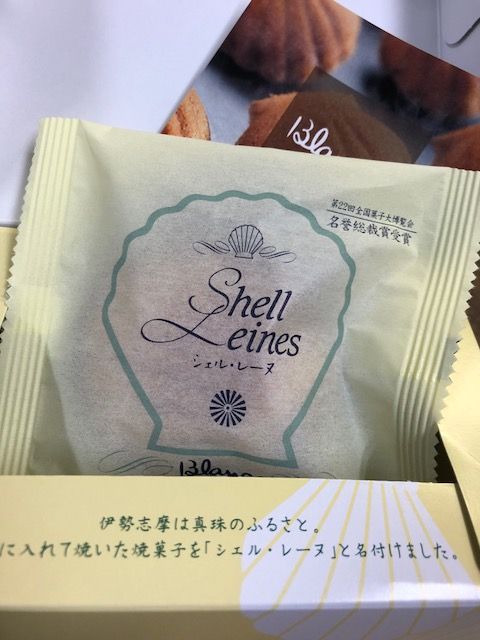 Blanc
第22回全国菓子大博覧会
名誉総裁賞受賞
Shell
Leines
シェル・レーヌ
伊勢志摩は真珠のふるさと。
に入れて焼いた焼菓子を「シェル・レーヌ」と名付けました。